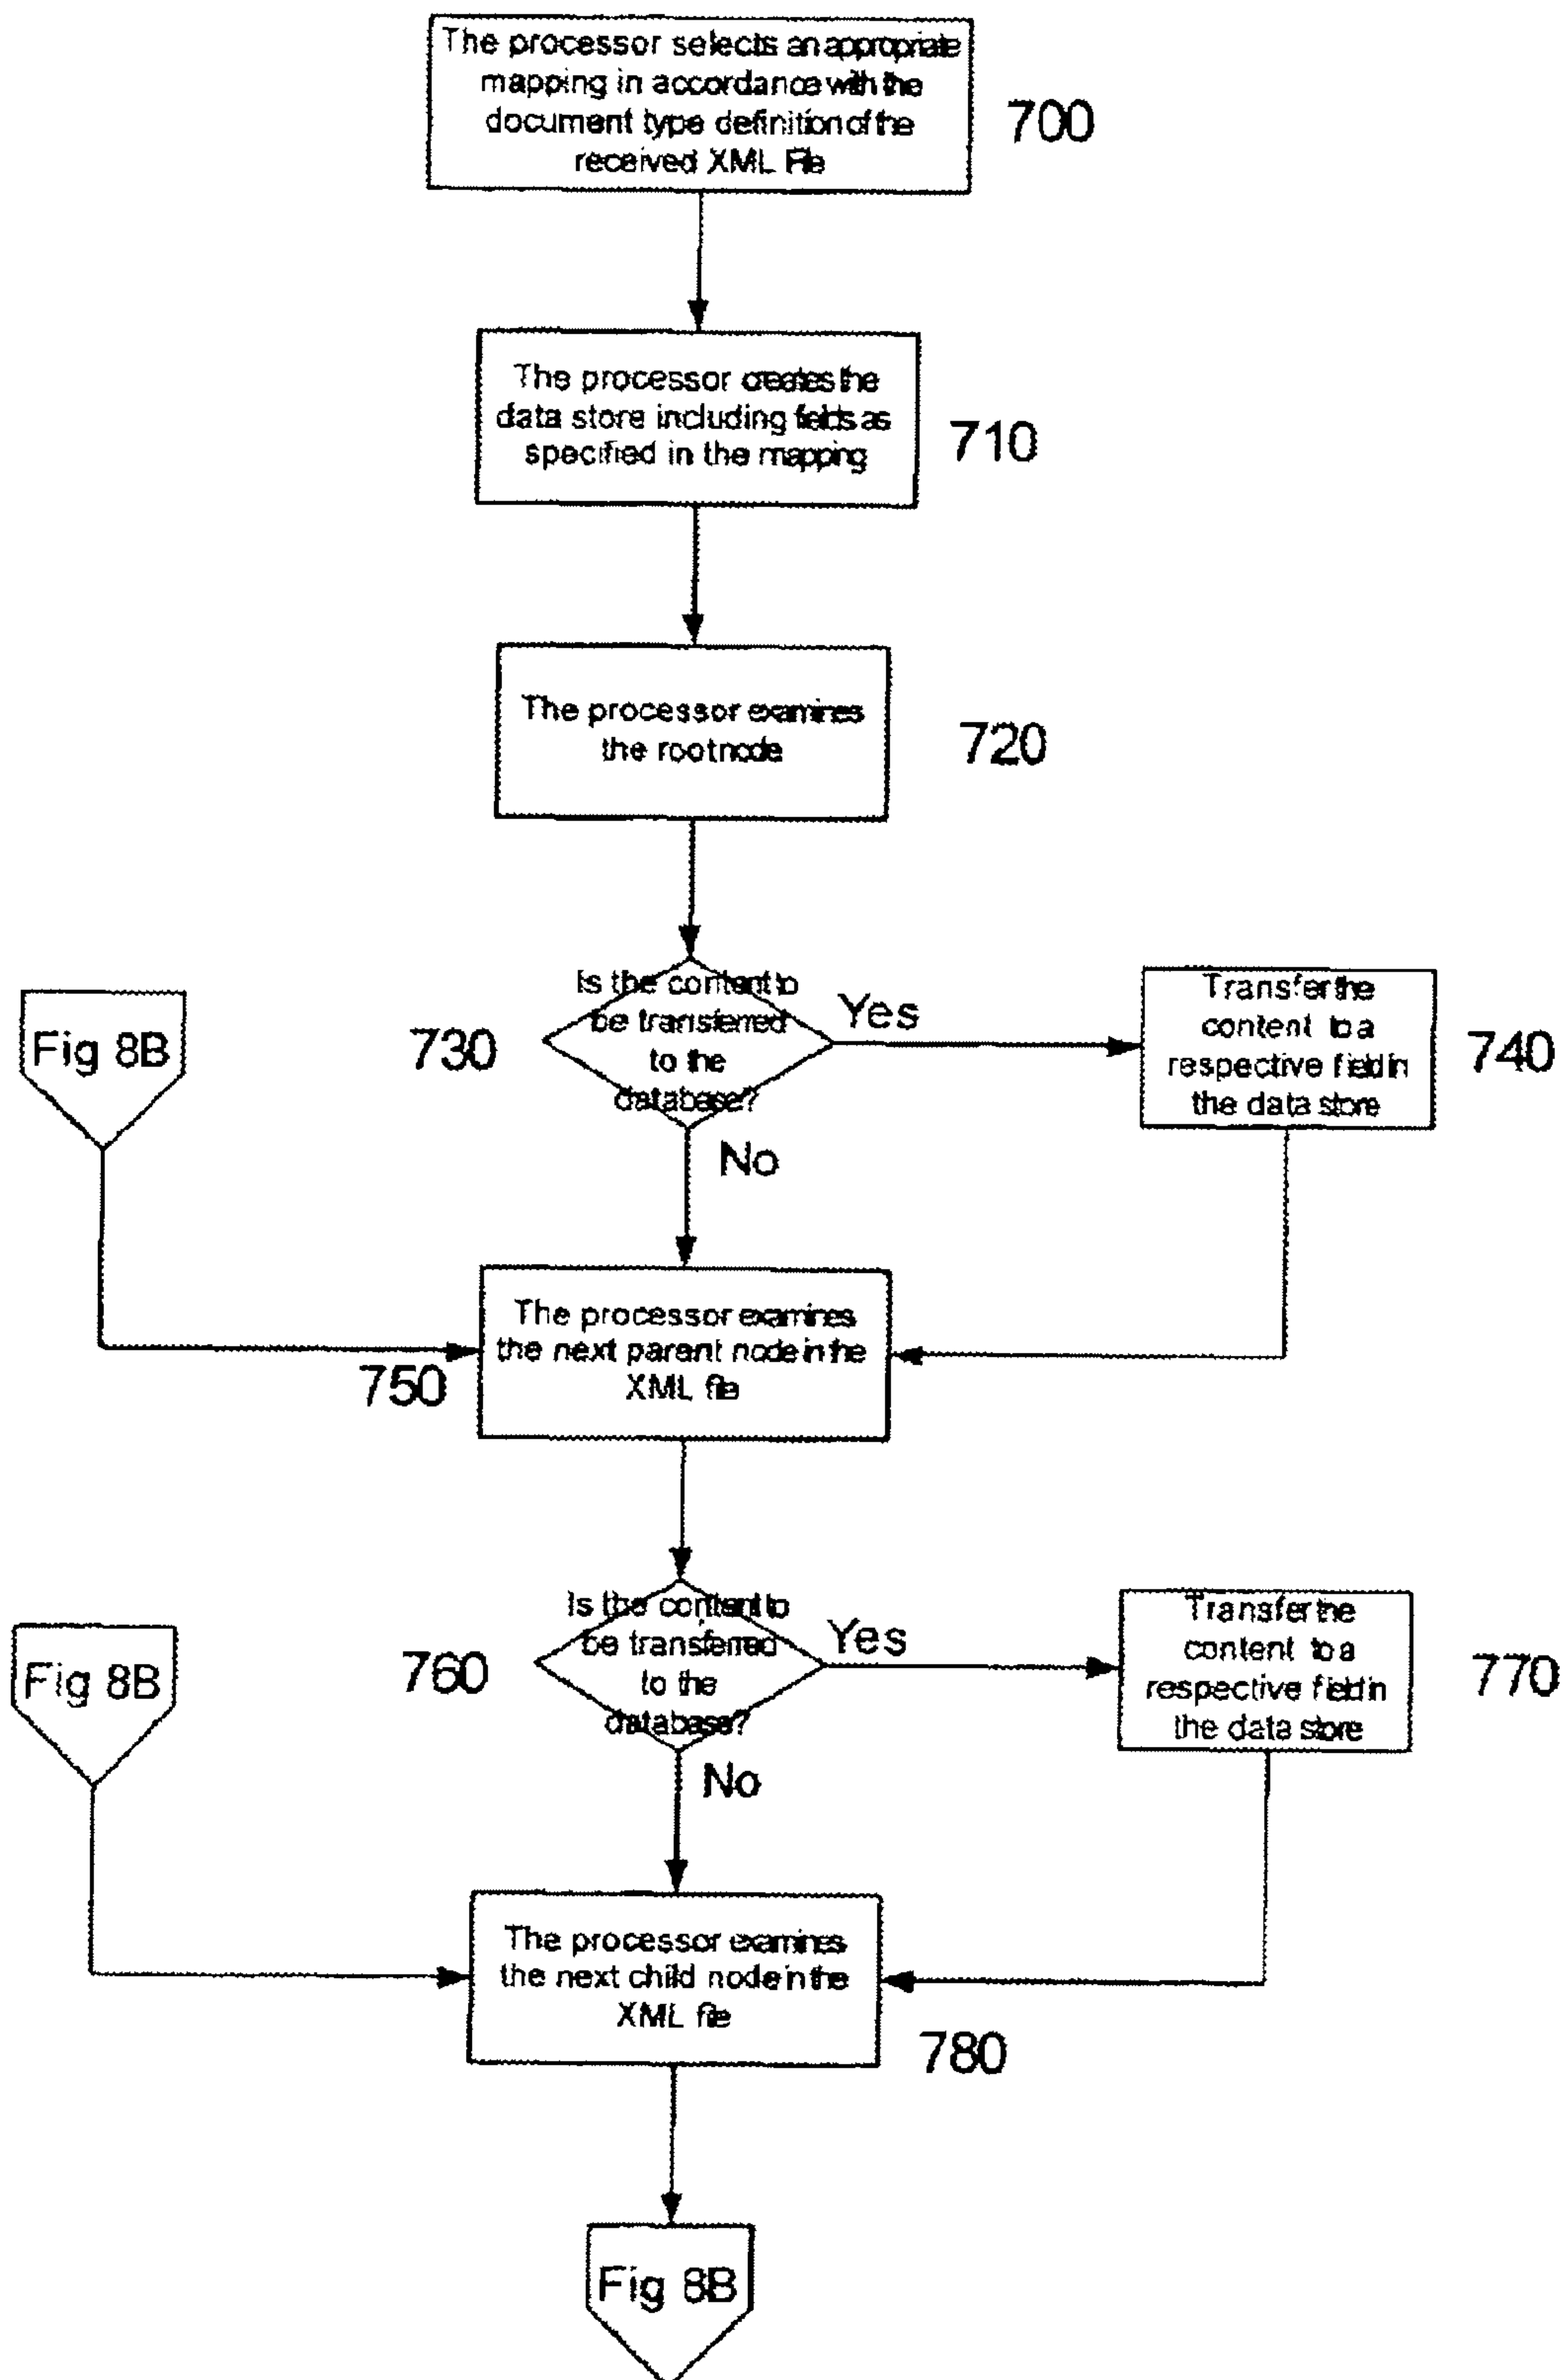 The processor selects an appropriate
mapping in accordance with the
document type definition of the
received XML File
700
The processor creates the
data store including fields as
specified in the mapping
710
The processor examines
the root node
720
Is the content to
be transferred
to the
database?
730
Yes
No
Transfer the
content to a
respective field in
the data store
740
Fig 8B
The processor examines
the next parent node in the
XML file
750
Is the content to
be transferred
to the
database?
760
Yes
No
Transfer the
content to a
respective field in
the data store
770
Fig 8B
The processor examines
the next child node in the
XML file
780
Fig 8B